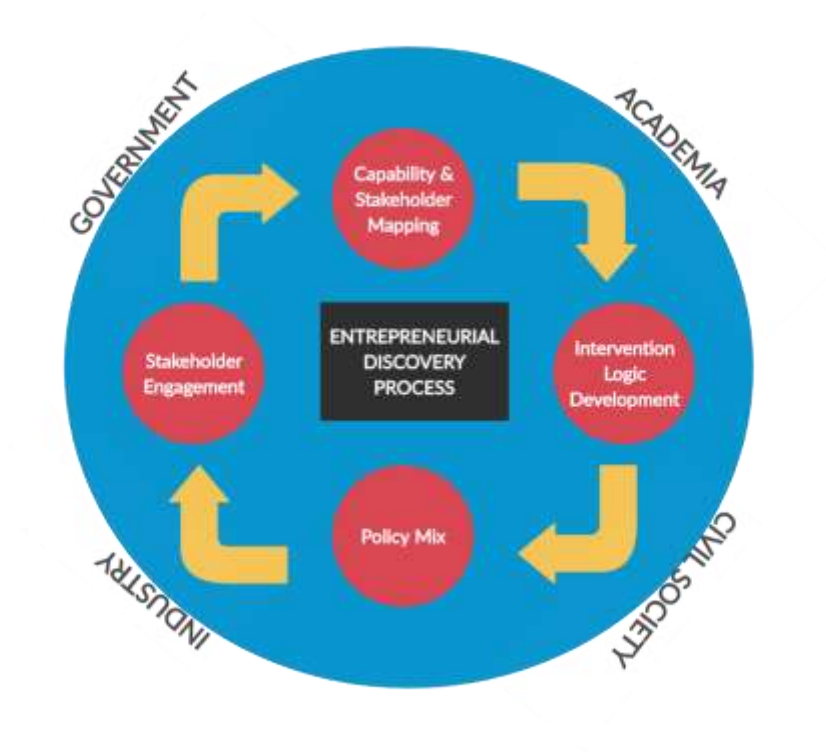 GOVERNMENT
ACADEMIA
Capability &
Stakeholder
Mapping
ENTREPRENEURIAL
DISCOVERY
PROCESS
Stakeholder
Engagement
Intervention
Logic
Development
Policy Mix
INDUSTRY
CIVIL SOCIETY